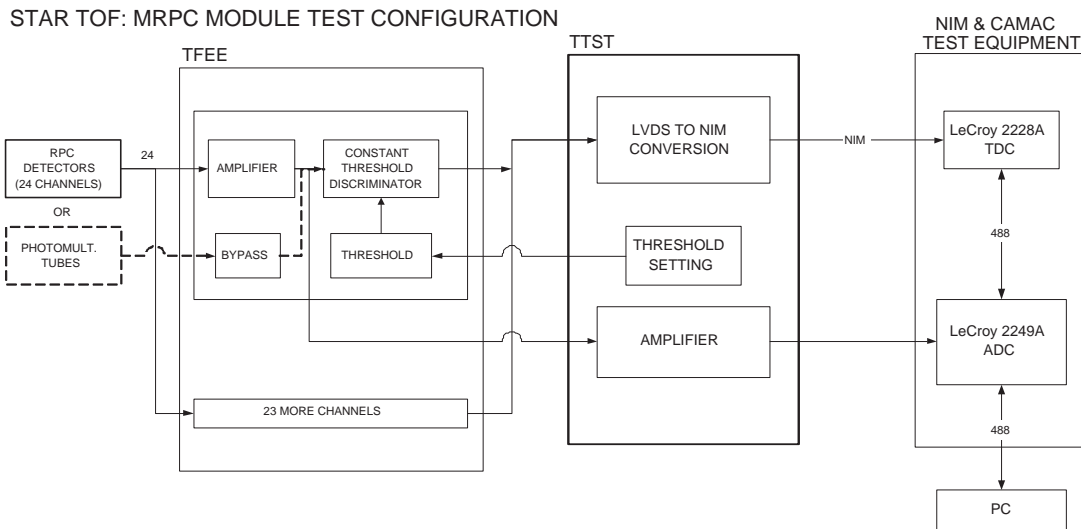 STAR TOF: MRPC MODULE TEST CONFIGURATION
NIM & CAMAC
TEST EQUIPMENT
TFEE
TTST
RPC
DETECTORS
(24 CHANNELS)
24
OR
PHOTOMULT.
TUBES
AMPLIFIER
CONSTANT
THRESHOLD
DISCRIMINATOR
BYPASS
THRESHOLD
23 MORE CHANNELS
LVDS TO NIM
CONVERSION
THRESHOLD
SETTING
AMPLIFIER
NIM
LeCroy 2228A
TDC
488
LeCroy 2249A
ADC
488
PC